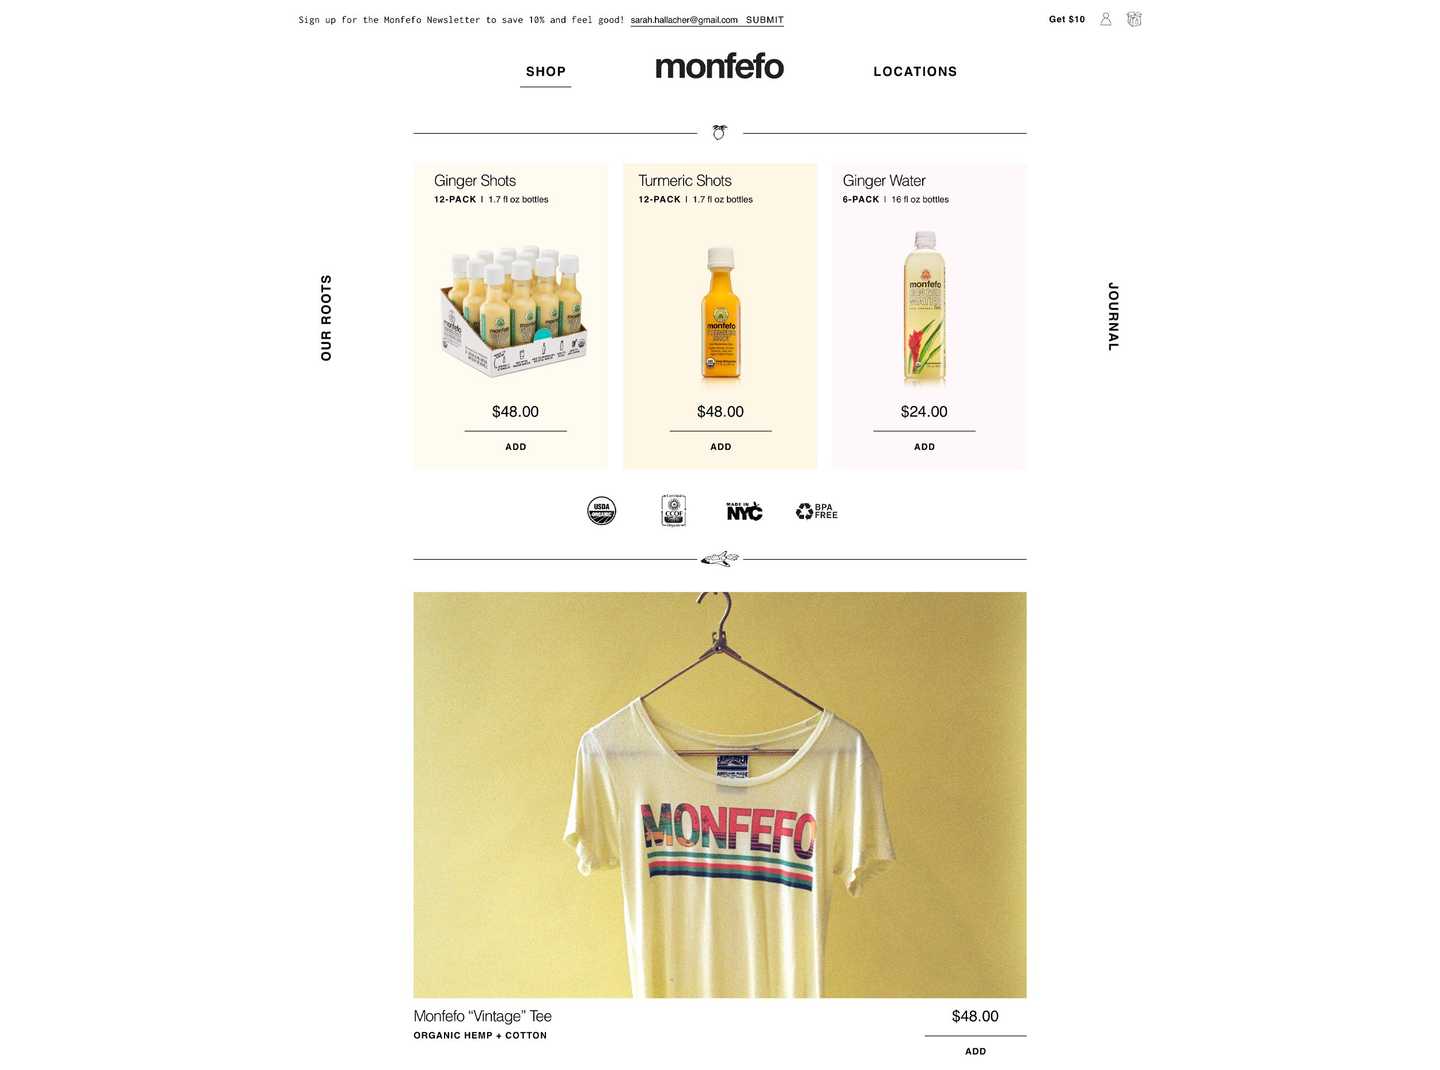 Sign up for the Monfefo Newsletter to save 10% and feel good! sarah.hallacher@gmail.com SUBMIT
Get $10
SHOP
monfefo
LOCATIONS
OUR ROOTS
JOURNAL
Ginger Shots
12-PACK | 1.7 fl oz bottles
monfefo
monfefo
$48.00
ADD
Turmeric Shots
12-PACK | 1.7 fl oz bottles
monfefo
$48.00
ADD
Ginger Water
6-PACK | 16 fl oz bottles
monfefo
$24.00
ADD
USDA
ORGANIC
CCOF
MADE IN
NYC
BPA
FREE
MONFEFO
Monfefo “Vintage” Tee
ORGANIC HEMP + COTTON
$48.00
ADD